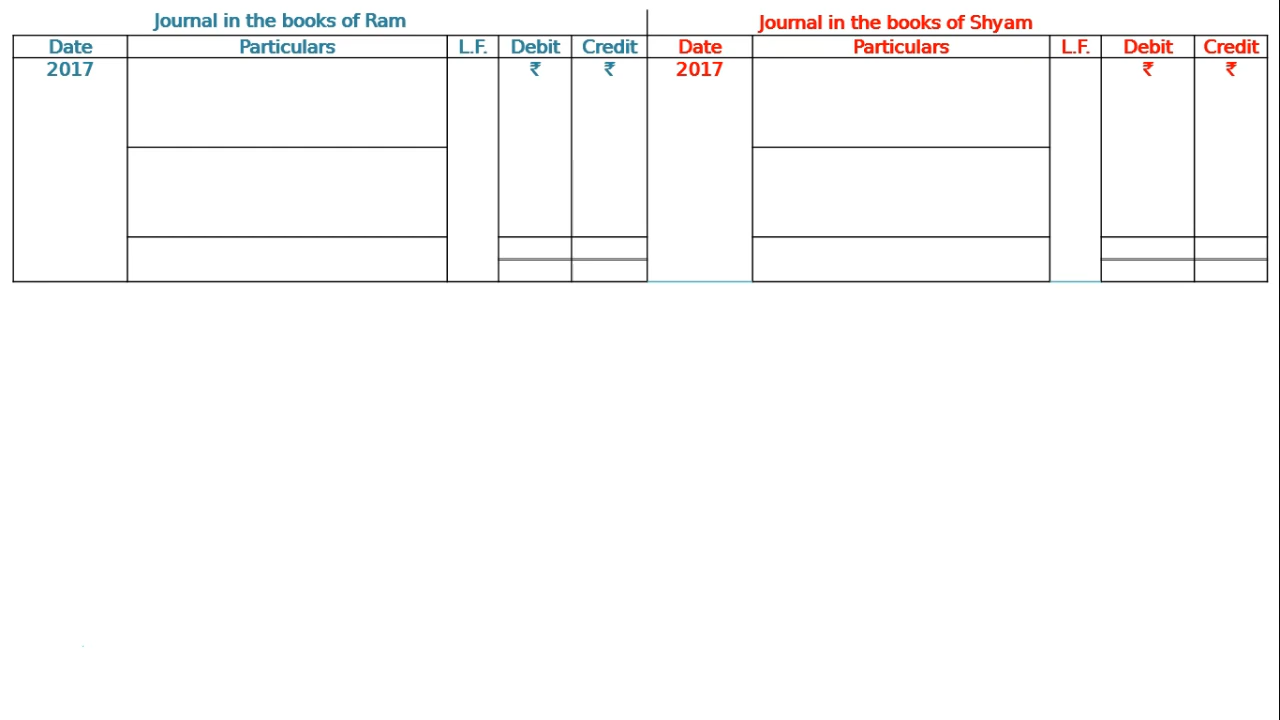 Journal in the books of Ram Journal in the books of Shyam
Date Particulars L.F. Debit Credit Date Particulars L.F. Debit Credit
2017 ₹ ₹ 2017 ₹ ₹